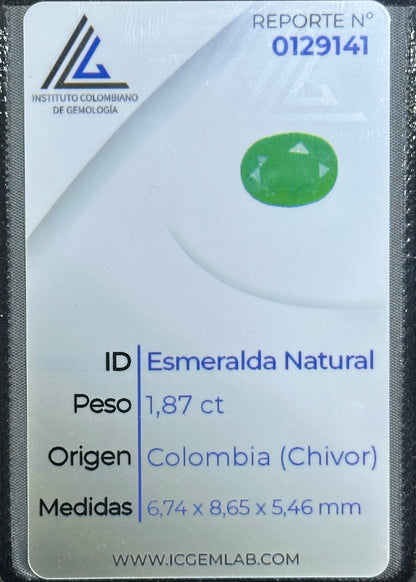 REPORTE N°
0129141
INSTITUTO COLOMBIANO
DE GEMOLOGÍA
ID Esmeralda Natural
Peso 1,87 ct
Origen Colombia (Chivor)
Medidas 6,74 x 8,65 x 5,46 mm
WWW.ICGEMLAB.COM